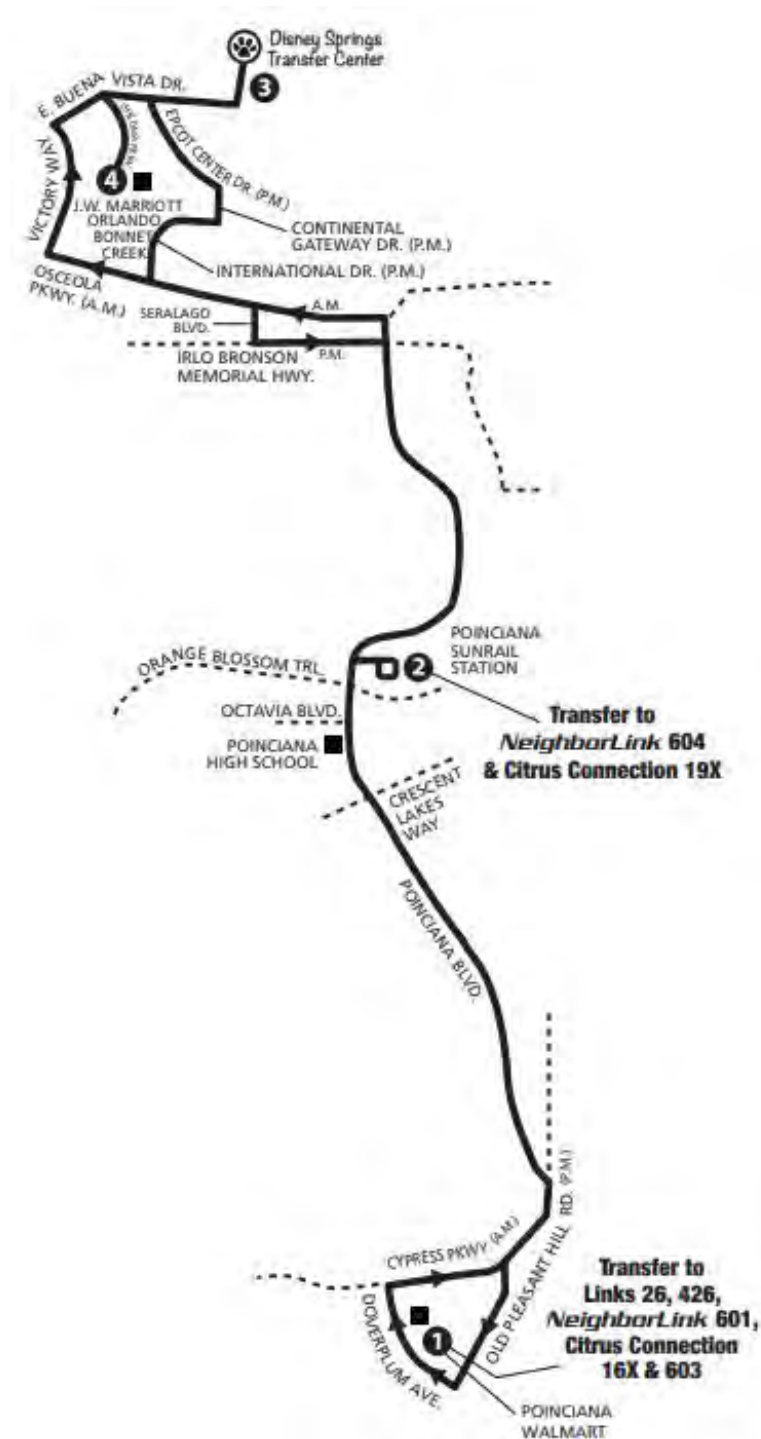 Disney Springs
Transfer Center
3
E. BUENA VISTA DR.
EPCOT CENTER DR. (P.M.)
VICTORY WAY
4
J.W. MARRIOTT
ORLANDO
BONNET
CREEK
CONTINENTAL
GATEWAY DR. (P.M.)
INTERNATIONAL DR. (P.M.)
OSCEOLA
PKWY. (A.M.)
A.M.
SERALAGO
BLVD.
P.M.
IRLO BRONSON
MEMORIAL HWY.
POINCIANA
SUNRAIL
STATION
ORANGE BLOSSOM TRL.
2
OCTAVIA BLVD.
Transfer to
NeighborLink 604
& Citrus Connection 19X
POINCIANA
HIGH SCHOOL
CRESCENT
LAKES
WAY
POINCIANA BLVD.
CYPRESS PKWY (A.M.)
OLD PLEASANT HILL RD. (P.M.)
Transfer to
Links 26, 426,
NeighborLink 601,
Citrus Connection
16X & 603
DOVERPLUM AVE.
1
POINCIANA
WALMART